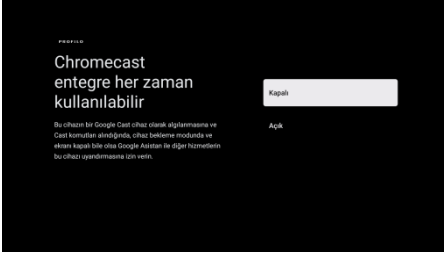 PROFILO
Chromecast
entegre her zaman
kullanılabilir
Bu cihazın bir Google Cast cihaz olarak algılanmasına ve
Cast komutları alındığında, cihaz bekleme modunda ve
ekranı kapalı bile olsa Google Asistan ile diğer hizmetlerin
bu cihazı uyandırmasına izin verin.
Kapalı
Açık